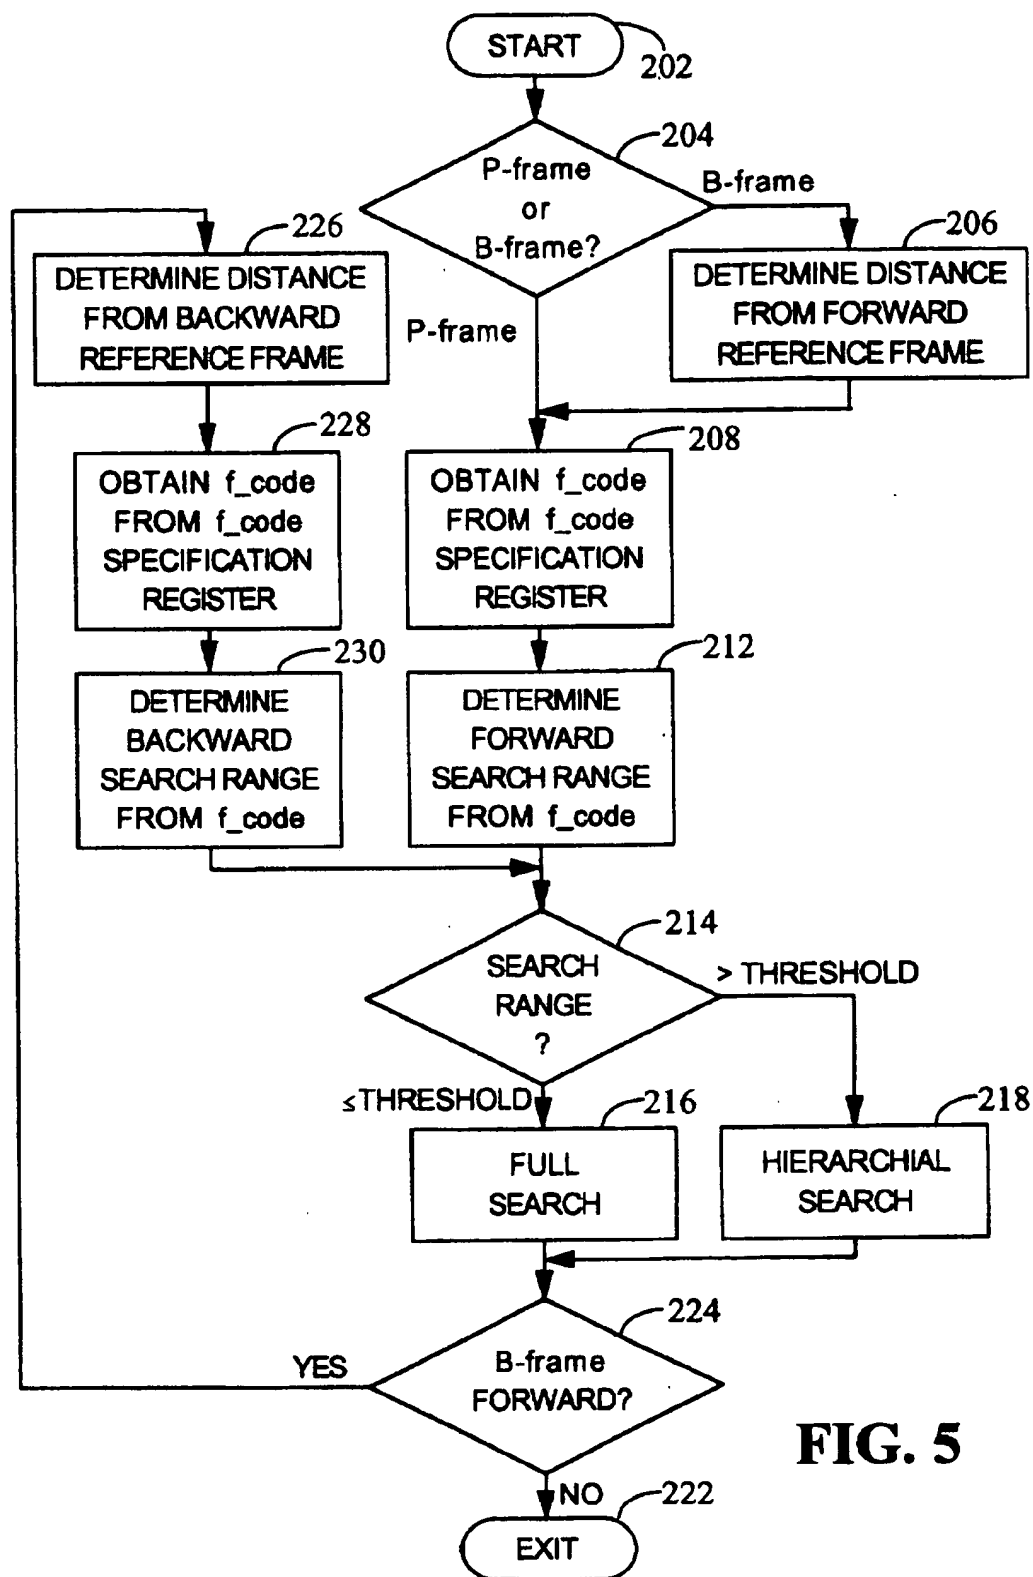 START
202
204
P-frame
or
B-frame?
B-frame
P-frame
206
DETERMINE DISTANCE
FROM FORWARD
REFERENCE FRAME
226
DETERMINE DISTANCE
FROM BACKWARD
REFERENCE FRAME
228
OBTAIN f_code
FROM f_code
SPECIFICATION
REGISTER
208
OBTAIN f_code
FROM f_code
SPECIFICATION
REGISTER
230
DETERMINE
BACKWARD
SEARCH RANGE
FROM f_code
212
DETERMINE
FORWARD
SEARCH RANGE
FROM f_code
214
SEARCH
RANGE
?
> THRESHOLD
≤THRESHOLD
216
FULL
SEARCH
218
HIERARCHIAL
SEARCH
224
B-frame
FORWARD?
YES
NO
222
EXIT
FIG. 5